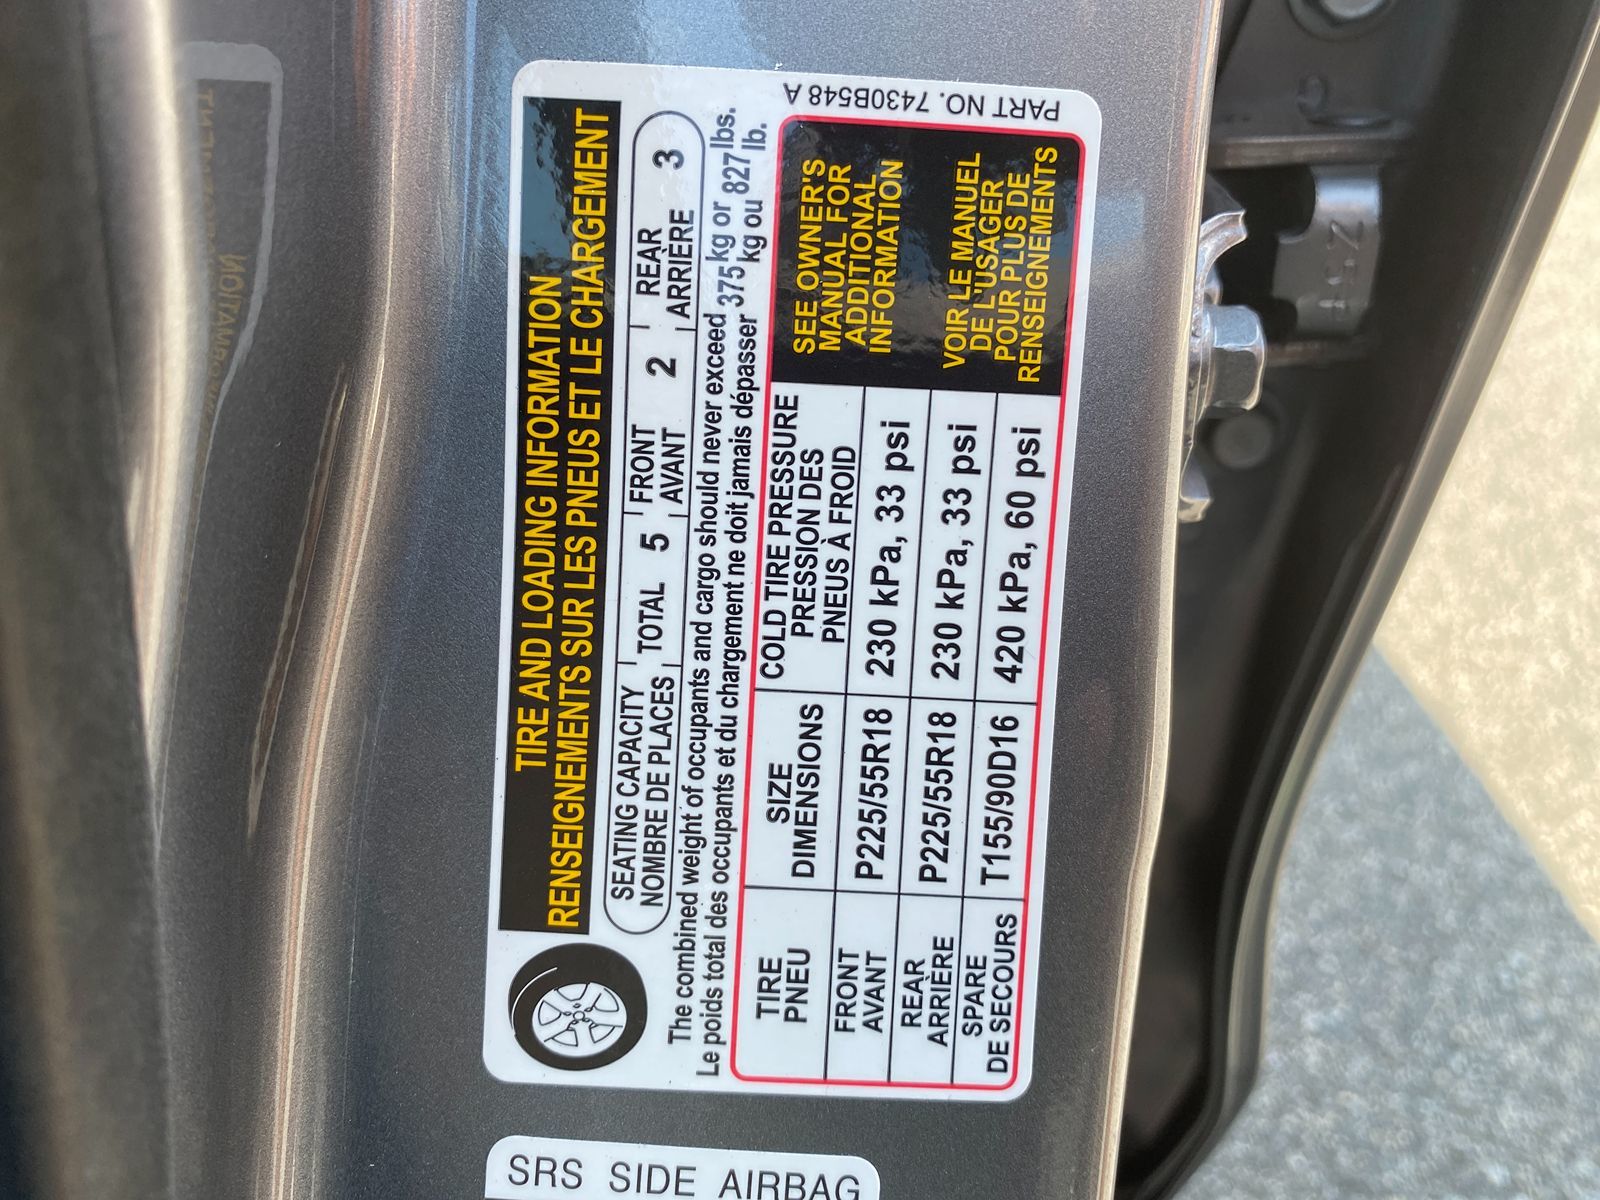 TIRE AND LOADING INFORMATION
RENSEIGNEMENTS SUR LES PNEUS ET LE CHARGEMENT
SEATING CAPACITY
NOMBRE DE PLACES
TOTAL 5
FRONT
AVANT
2
REAR
ARRIÈRE
3
The combined weight of occupants and cargo should never exceed 375 kg or 827 lbs.
Le poids total des occupants et du chargement ne doit jamais dépasser 375 kg ou 827 lb.
TIRE
PNEU
SIZE
DIMENSIONS
COLD TIRE PRESSURE
PRESSION DES
PNEUS À FROID
FRONT
AVANT
P225/55R18
230 kPa, 33 psi
REAR
ARRIÈRE
P225/55R18
230 kPa, 33 psi
SPARE
DE SECOURS
T155/90D16
420 kPa, 60 psi
SEE OWNER'S
MANUAL FOR
ADDITIONAL
INFORMATION
VOIR LE MANUEL
DE L'USAGER
POUR PLUS DE
RENSEIGNEMENTS
PART NO. 7430B548 A
SRS SIDE AIRBAG